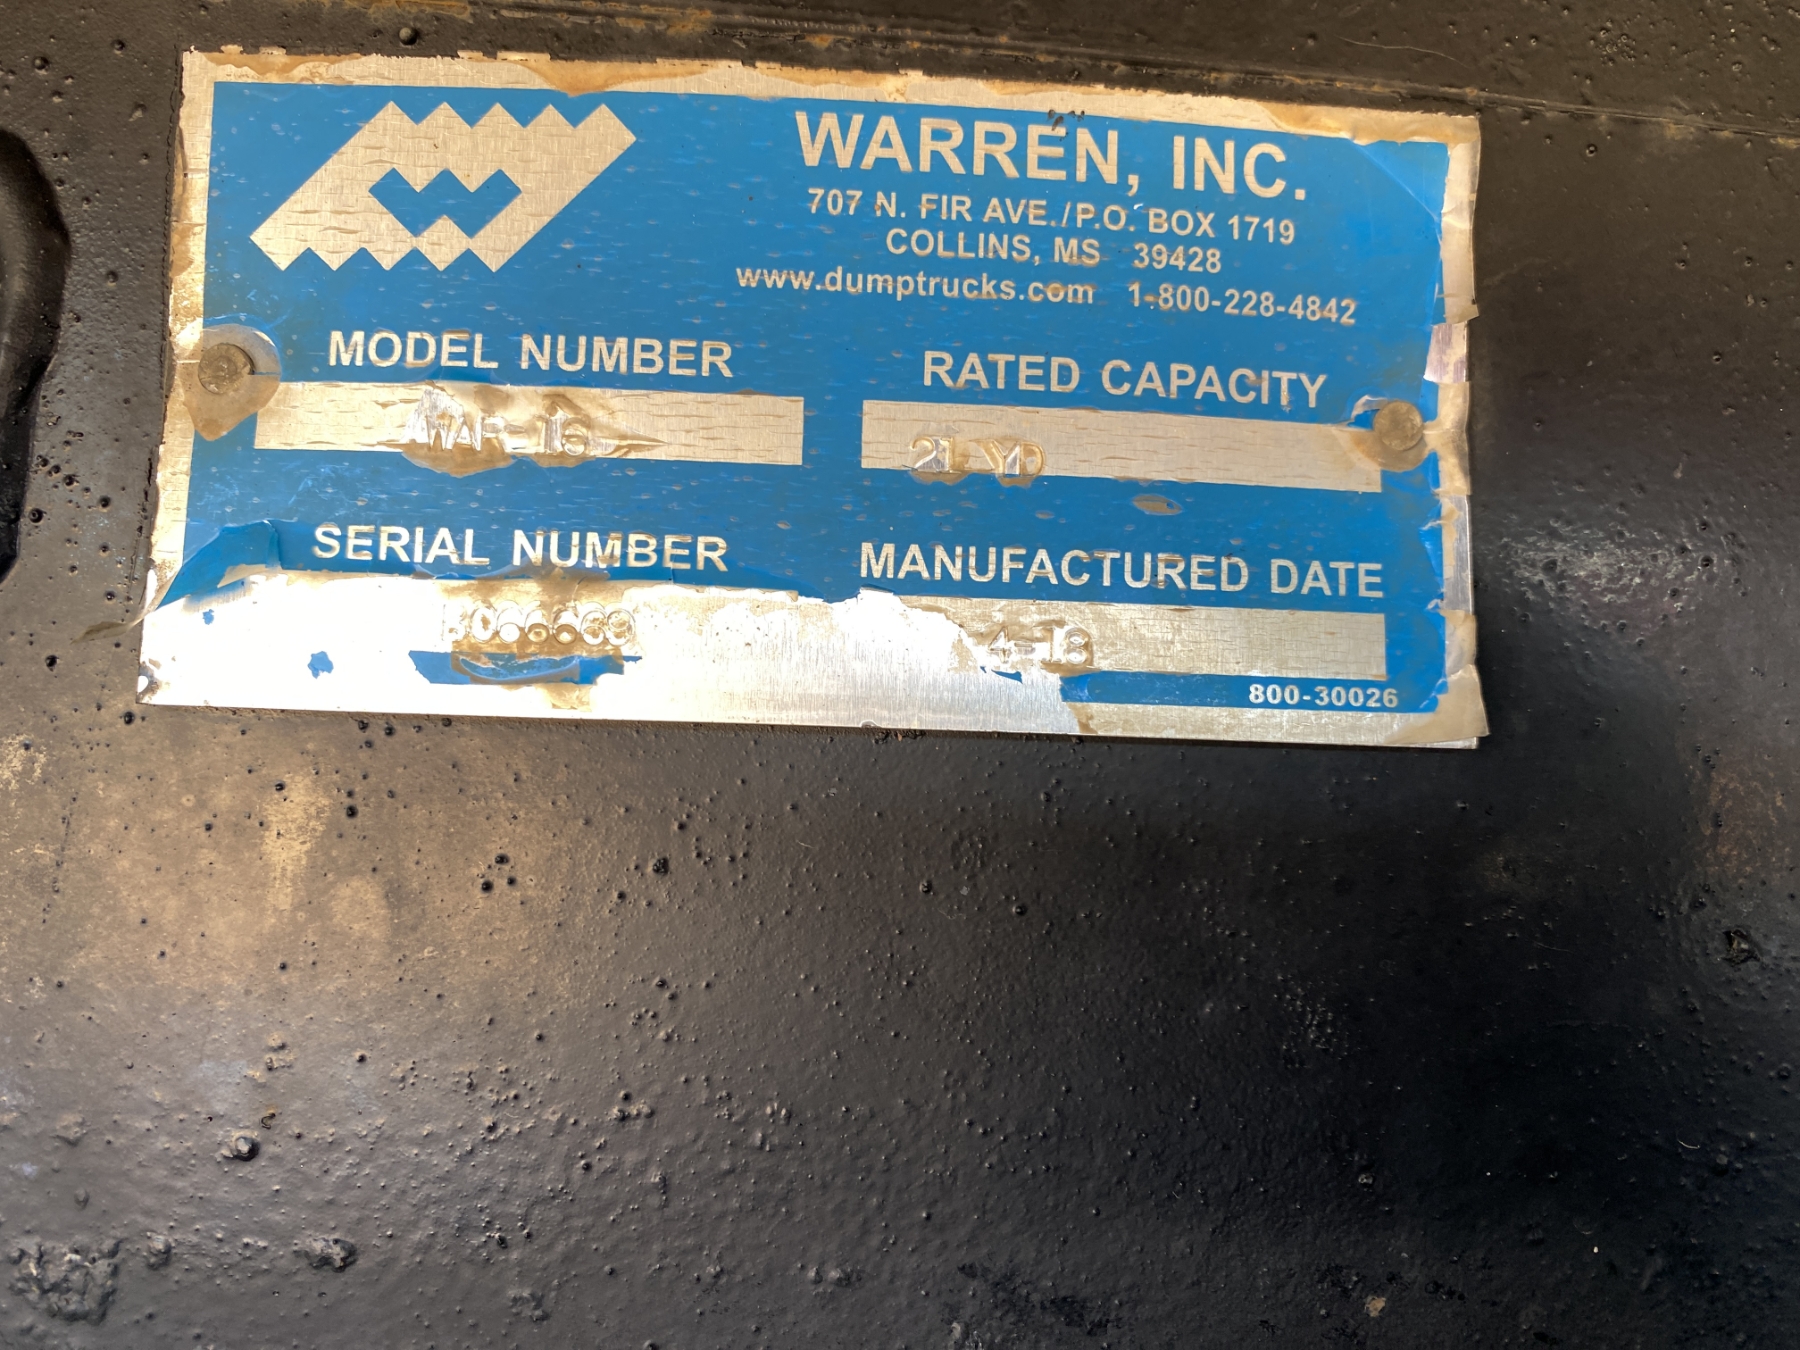 WARREN, INC.
707 N. FIR AVE./P.O. BOX 1719
COLLINS, MS 39428
www.dumptrucks.com 1-800-228-4842
MODEL NUMBER
RATED CAPACITY
WAR-16
21 YD
SERIAL NUMBER
MANUFACTURED DATE
4-18
800-30026